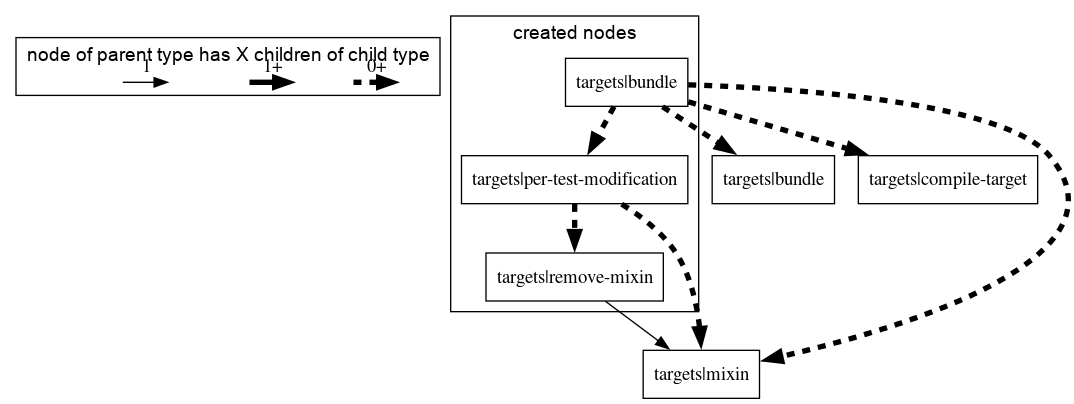 node of parent type has X children of child type
1
1+
0+
created nodes
targets|bundle
targets|per-test-modification
targets|bundle
targets|compile-target
targets|remove-mixin
targets|mixin